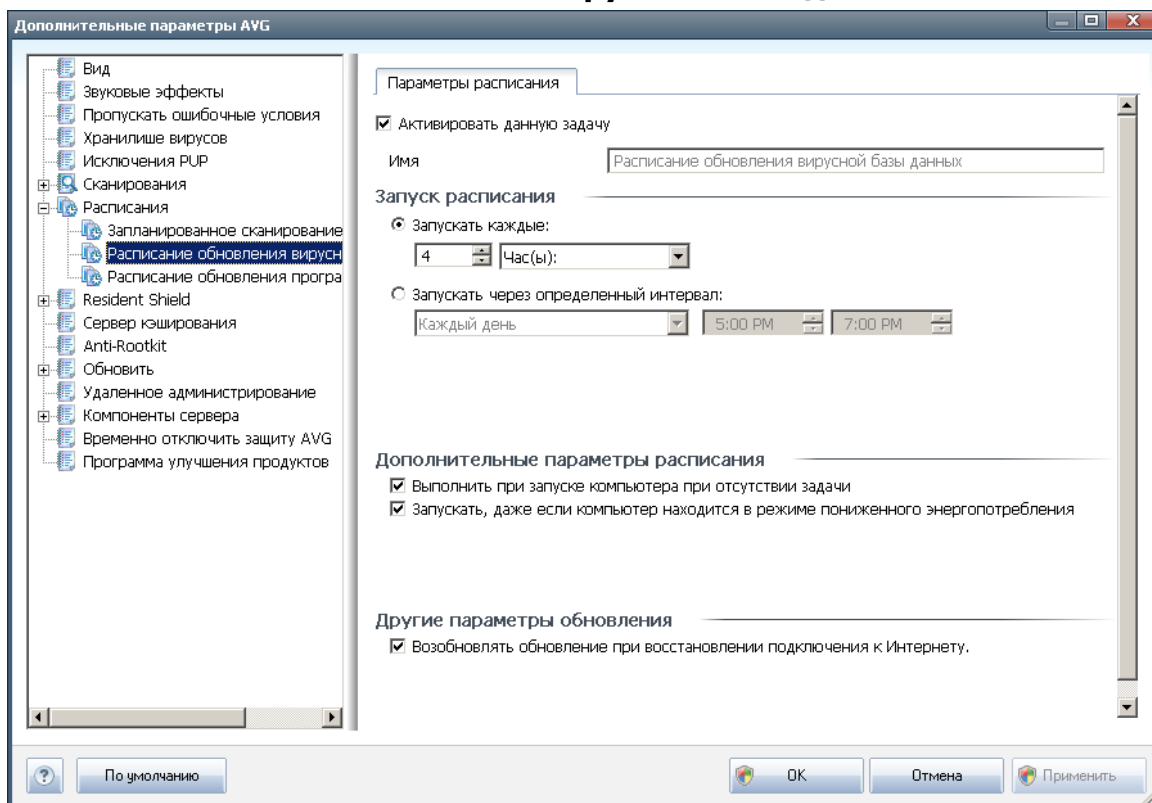 Дополнительные параметры AVG
Вид
Звуковые эффекты
Пропускать ошибочные условия
Хранилише вирусов
Исключения PUP
Сканирования
Расписания
Запланированное сканирование
Расписание обновления вирусн
Расписание обновления програ
Resident Shield
Сервер кэширования
Anti-Rootkit
Обновить
Удаленное администрирование
Компоненты сервера
Временно отключить защиту AVG
Программа улучшения продуктов
Параметры расписания
Активировать данную задачу
Имя
Расписание обновления вирусной базы данных
Запуск расписания
Запускать каждые:
4 Час(ы):
Запускать через определенный интервал:
Каждый день 5:00 PM 7:00 PM
Дополнительные параметры расписания
Выполнить при запуске компьютера при отсутствии задачи
Запускать, даже если компьютер находится в режиме пониженного энергопотребления
Другие параметры обновления
Возобновлять обновление при восстановлении подключения к Интернету.
? По умолчанию OK Отмена Применить